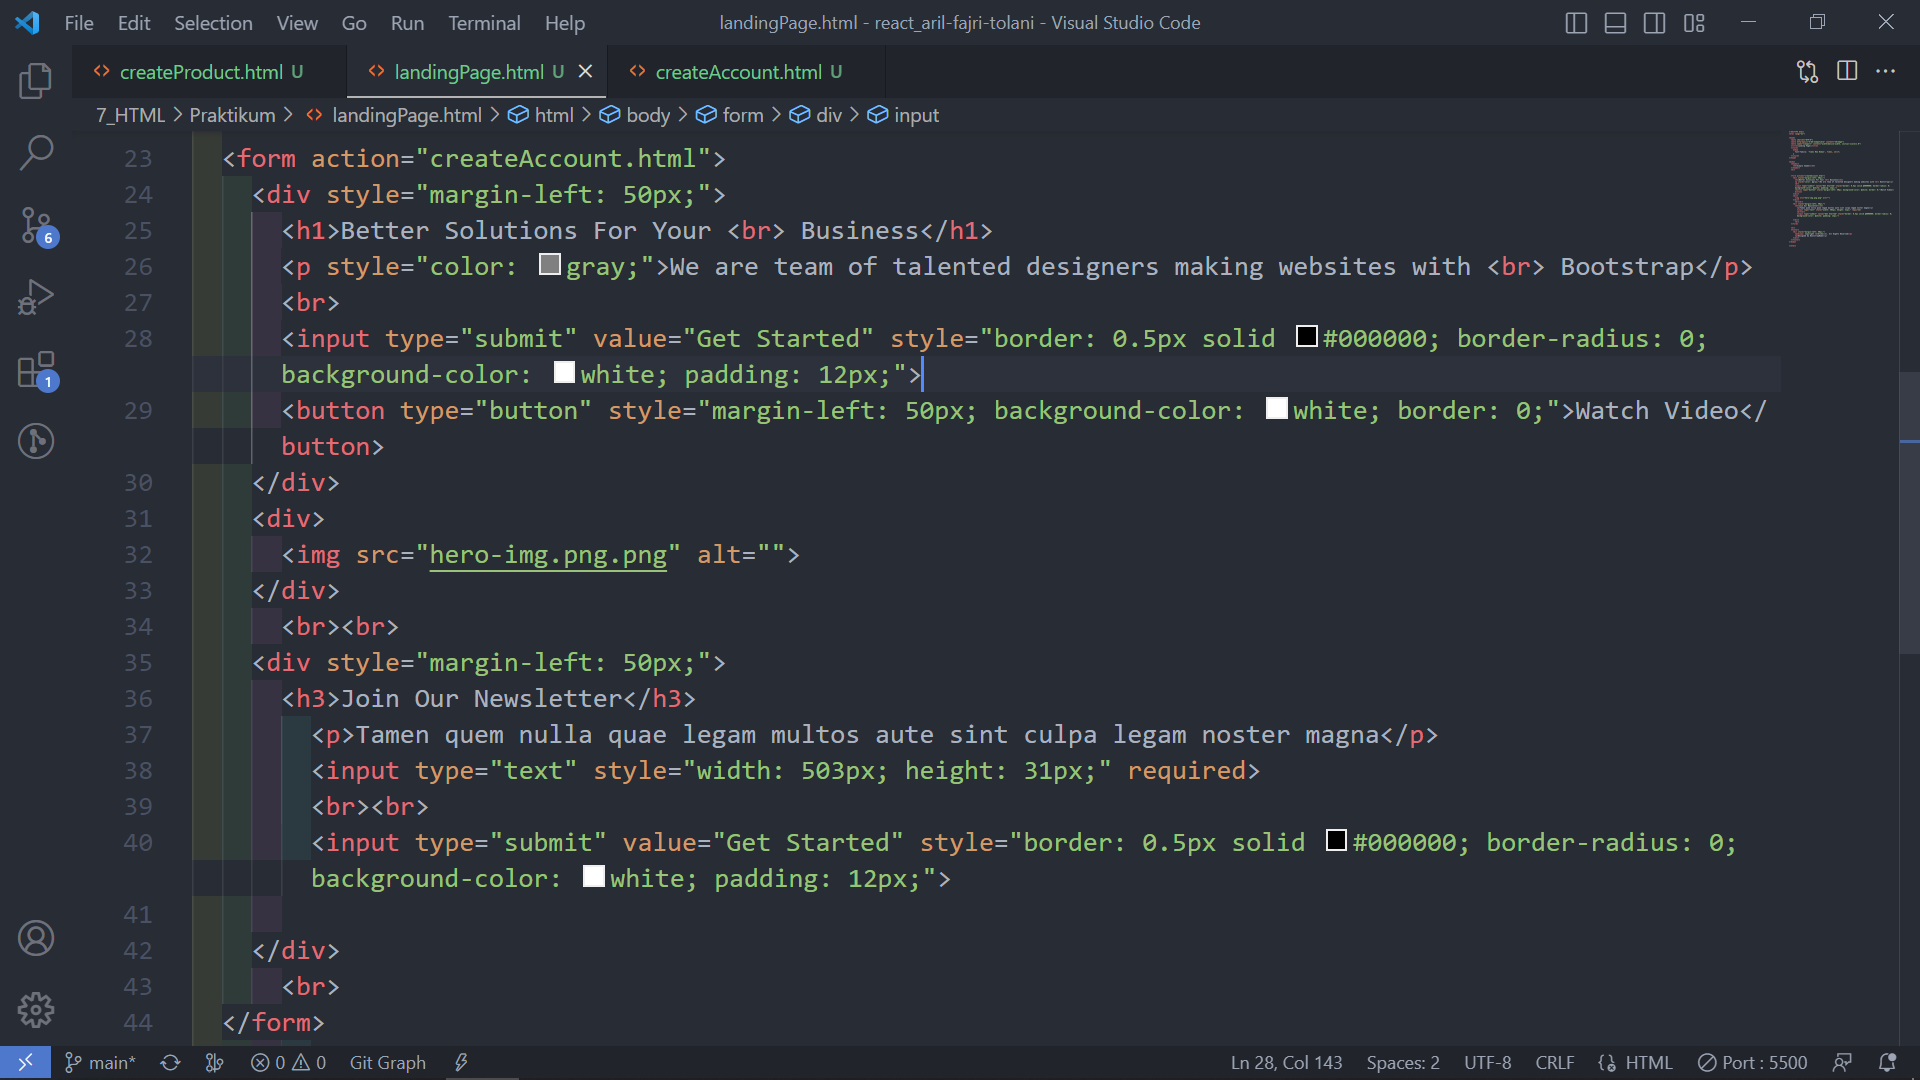 File Edit Selection View Go Run Terminal Help landingPage.html - react_aril-fajri-tolani - Visual Studio Code
createProduct.html U landingPage.html U createAccount.html U
7_HTML > Praktikum > landingPage.html > html > body > form > div > input
23 <form action="createAccount.html">
24 <div style="margin-left: 50px;">
25 <h1>Better Solutions For Your <br> Business</h1>
26 <p style="color: gray;">We are team of talented designers making websites with <br> Bootstrap</p>
27 <br>
28 <input type="submit" value="Get Started" style="border: 0.5px solid #000000; border-radius: 0;
background-color: white; padding: 12px;">
29 <button type="button" style="margin-left: 50px; background-color: white; border: 0;">Watch Video</
button>
30 </div>
31 <div>
32 <img src="hero-img.png.png" alt="">
33 </div>
34 <br><br>
35 <div style="margin-left: 50px;">
36 <h3>Join Our Newsletter</h3>
37 <p>Tamen quem nulla quae legam multos aute sint culpa legam noster magna</p>
38 <input type="text" style="width: 503px; height: 31px;" required>
39 <br><br>
40 <input type="submit" value="Get Started" style="border: 0.5px solid #000000; border-radius: 0;
background-color: white; padding: 12px;">
41
42 </div>
43 <br>
44 </form>
6
1
main* 0 0 Git Graph Ln 28, Col 143 Spaces: 2 UTF-8 CRLF HTML Port : 5500